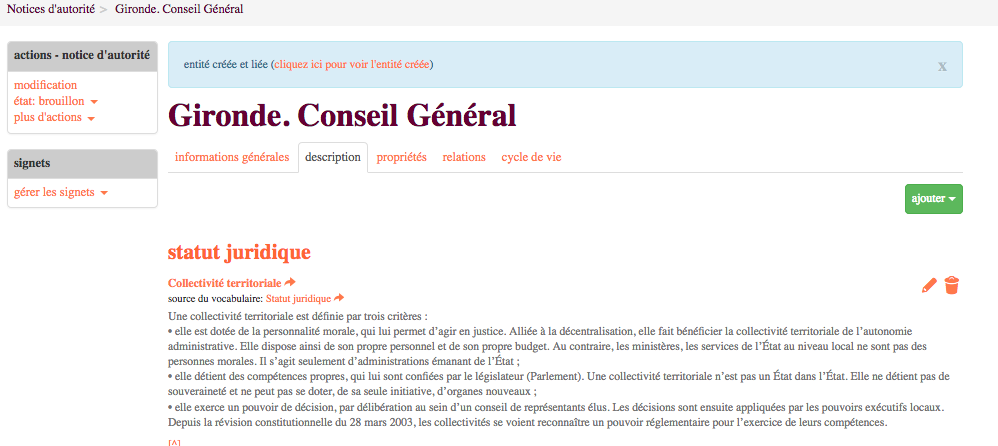 Notices d'autorité > Gironde. Conseil Général
actions - notice d'autorité
modification
état: brouillon
plus d'actions
signets
gérer les signets
entité créée et liée (cliquez ici pour voir l'entité créée)
x
Gironde. Conseil Général
informations générales description propriétés relations cycle de vie
ajouter
statut juridique
Collectivité territoriale
source du vocabulaire: Statut juridique
Une collectivité territoriale est définie par trois critères :
• elle est dotée de la personnalité morale, qui lui permet d’agir en justice. Alliée à la décentralisation, elle fait bénéficier la collectivité territoriale de l’autonomie
administrative. Elle dispose ainsi de son propre personnel et de son propre budget. Au contraire, les ministères, les services de l’État au niveau local ne sont pas des
personnes morales. Il s’agit seulement d’administrations émanant de l’État ;
• elle détient des compétences propres, qui lui sont confiées par le législateur (Parlement). Une collectivité territoriale n’est pas un État dans l’État. Elle ne détient pas de
souveraineté et ne peut pas se doter, de sa seule initiative, d’organes nouveaux ;
• elle exerce un pouvoir de décision, par délibération au sein d’un conseil de représentants élus. Les décisions sont ensuite appliquées par les pouvoirs exécutifs locaux.
Depuis la révision constitutionnelle du 28 mars 2003, les collectivités se voient reconnaître un pouvoir réglementaire pour l’exercice de leurs compétences.
[^]